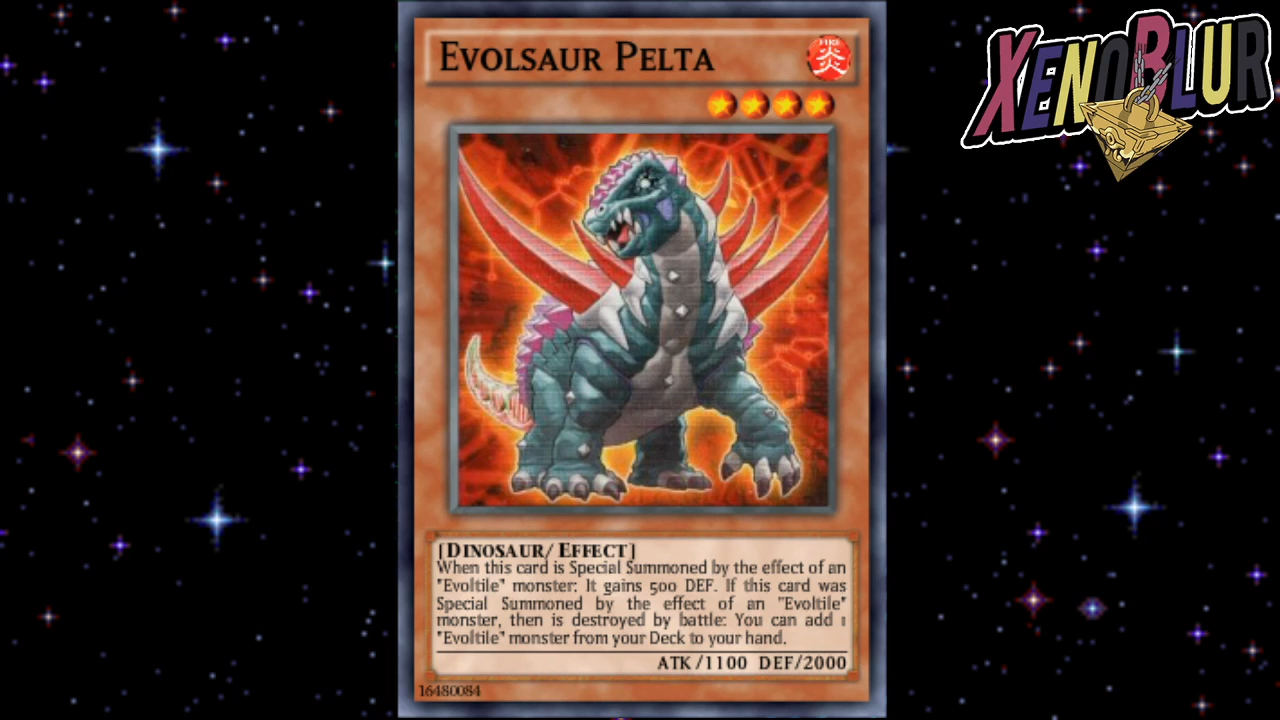 XENOBLUR
EVOLSAUR PELTA
FIRE
炎
[DINOSAUR/ EFFECT]
When this card is Special Summoned by the effect of an
"Evoltile" monster: It gains 500 DEF. If this card was
Special Summoned by the effect of an "Evoltile"
monster, then is destroyed by battle: You can add 1
"Evoltile" monster from your Deck to your hand.
ATK/1100 DEF/2000
16480084